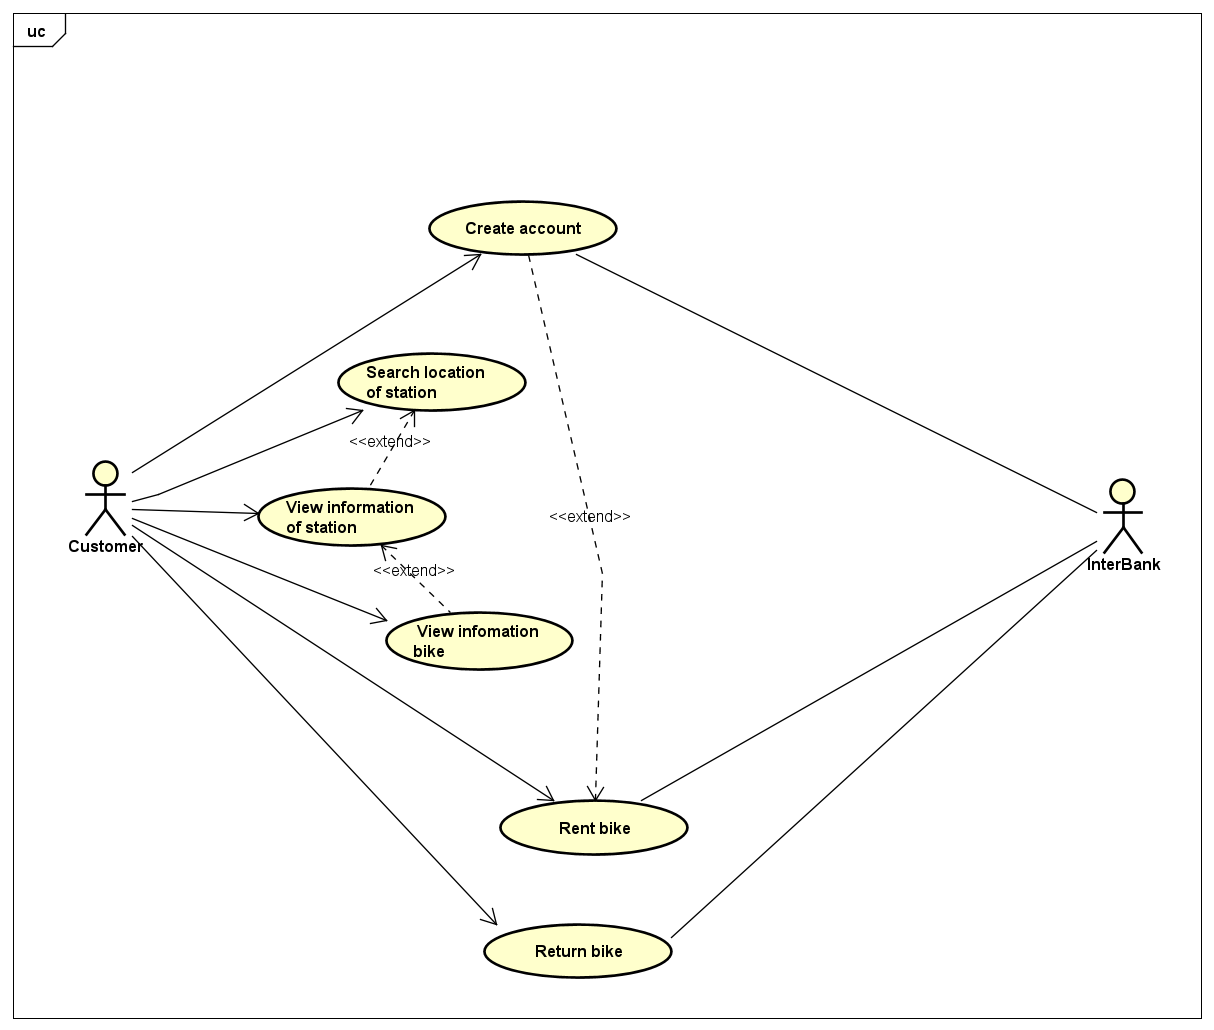 uc
Create account
Search location
of station
<<extend>>
View information
of station
<<extend>>
Customer
<<extend>>
InterBank
View infomation
bike
Rent bike
Return bike